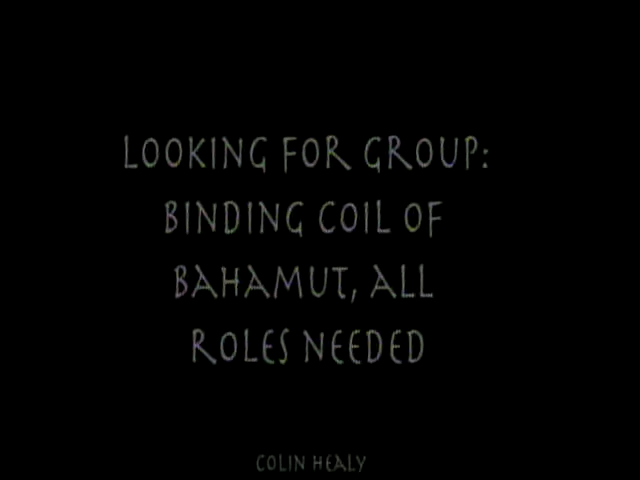 LOOKING FOR GROUP:
BINDING COIL OF
BAHAMUT, ALL
ROLES NEEDED
COLIN HEALY